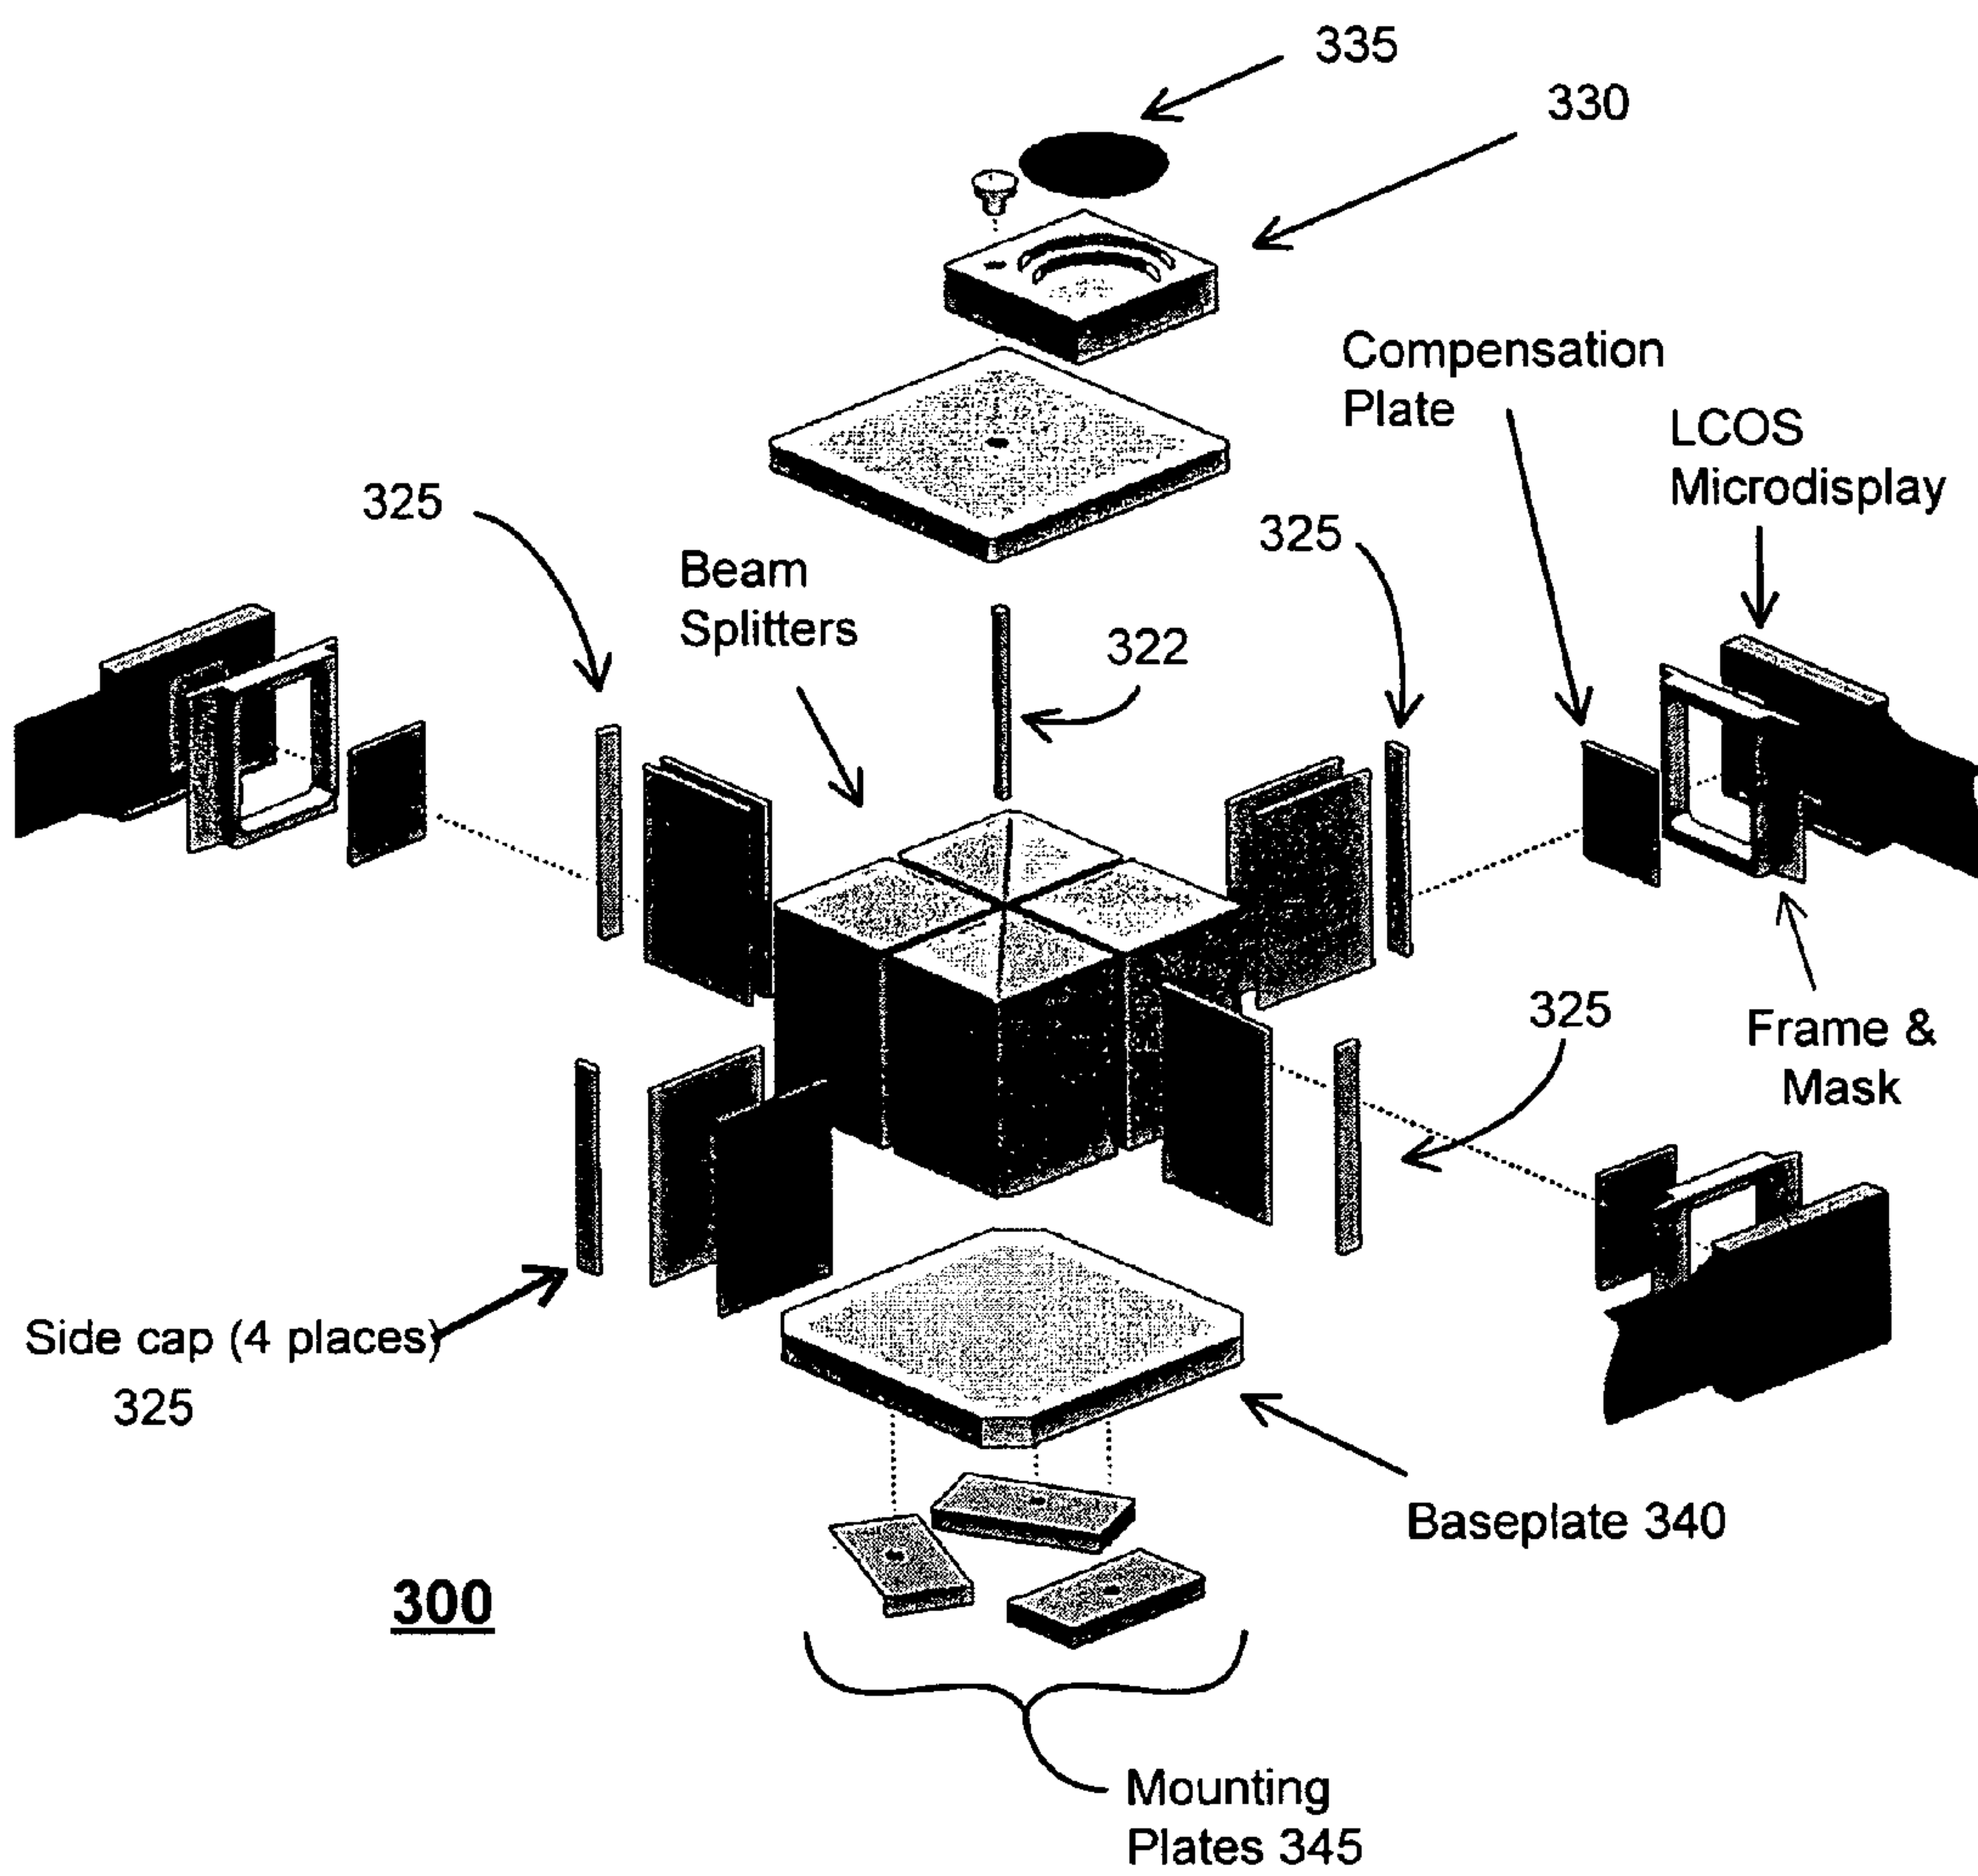 335
330
Compensation
Plate
LCOS
Microdisplay
325
325
Beam
Splitters
322
325
Frame &
Mask
Side cap (4 places)
325
Baseplate 340
300
Mounting
Plates 345